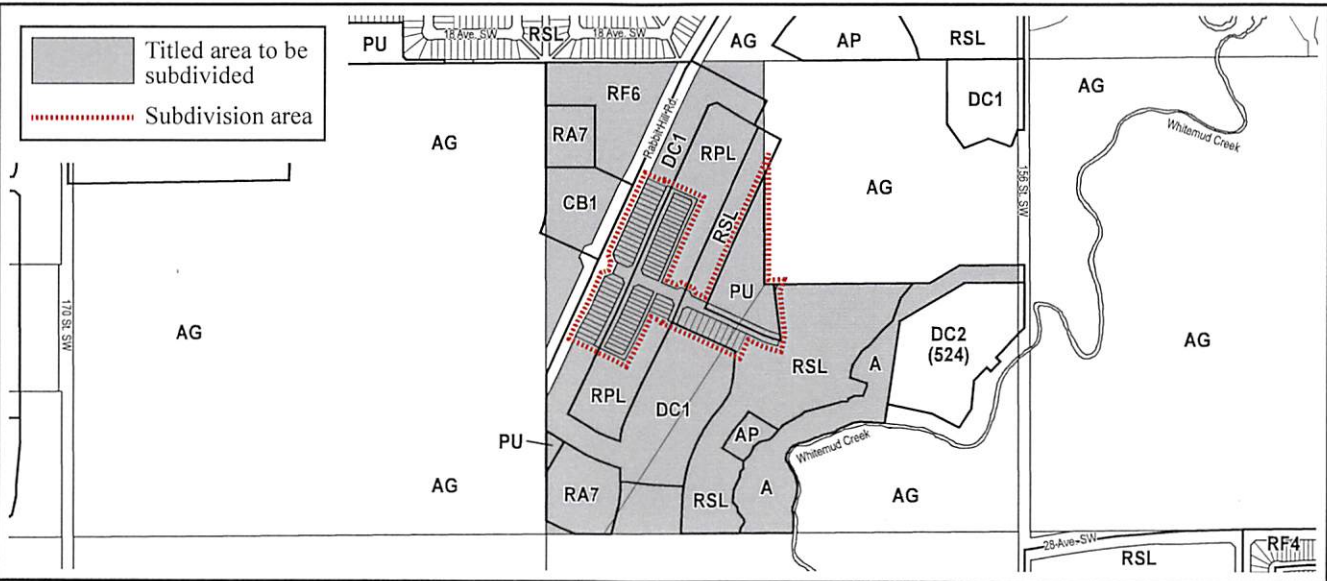 Titled area to be
subdivided
Subdivision area
PU
18 Ave. SW
RSL
18 Ave. SW
AG
AP
RSL
RF6
DC1
AG
Whitemud Creek
RA7
AG
Rabbit Hill Rd.
DC1
RPL
CB1
AG
156 St. SW
RSL
PU
170 St. SW
AG
DC2
(524)
AG
RSL
A
RPL
DC1
AP
PU
Whitemud Creek
AG
RA7
RSL
A
AG
28 Ave. SW
RSL
RF4